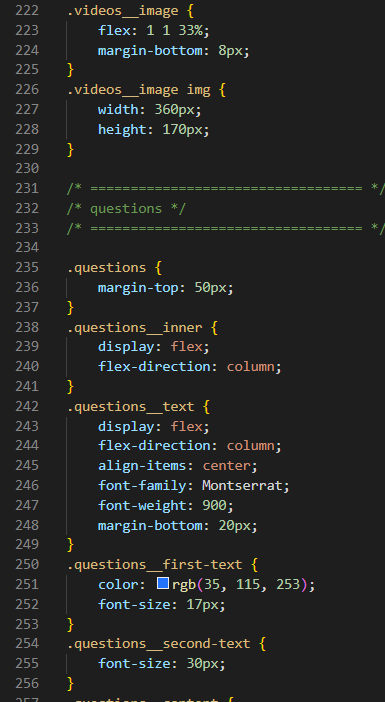 222 .videos__image {
223 flex: 1 1 33%;
224 margin-bottom: 8px;
225 }
226 .videos__image img {
227 width: 360px;
228 height: 170px;
229 }
230
231 /* ================================== */
232 /* questions */
233 /* ================================== */
234
235 .questions {
236 margin-top: 50px;
237 }
238 .questions__inner {
239 display: flex;
240 flex-direction: column;
241 }
242 .questions__text {
243 display: flex;
244 flex-direction: column;
245 align-items: center;
246 font-family: Montserrat;
247 font-weight: 900;
248 margin-bottom: 20px;
249 }
250 .questions__first-text {
251 color: rgb(35, 115, 253);
252 font-size: 17px;
253 }
254 .questions__second-text {
255 font-size: 30px;
256 }